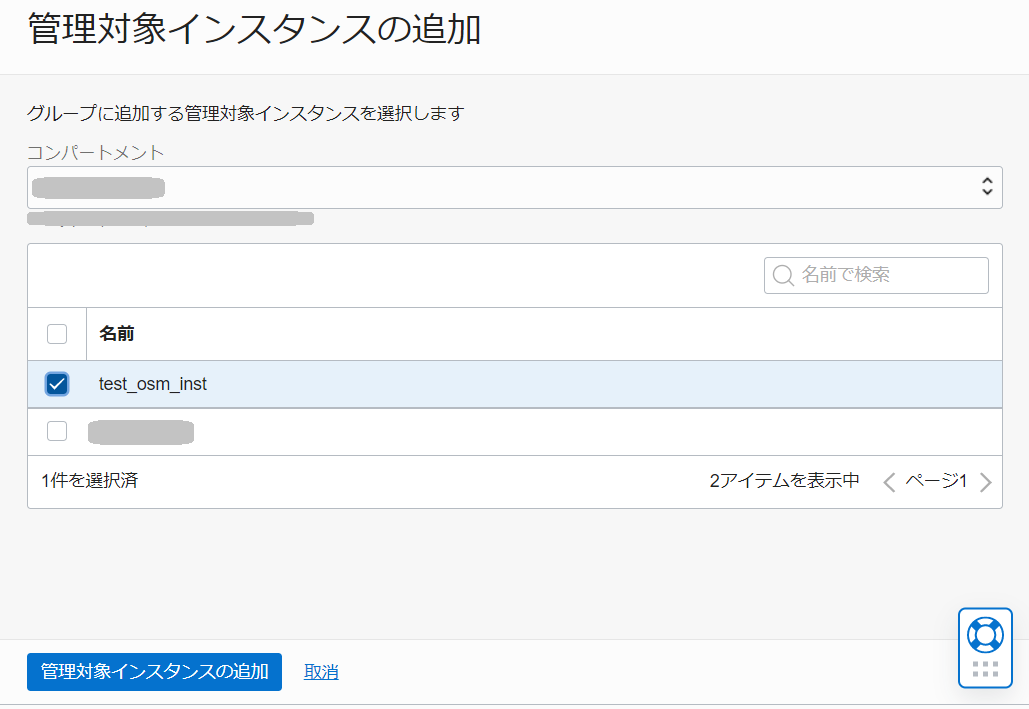 管理対象インスタンスの追加
グループに追加する管理対象インスタンスを選択します
コンパートメント
名前で検索
名前
test_osm_inst
1件を選択済
2アイテムを表示中
ページ1
管理対象インスタンスの追加
取消